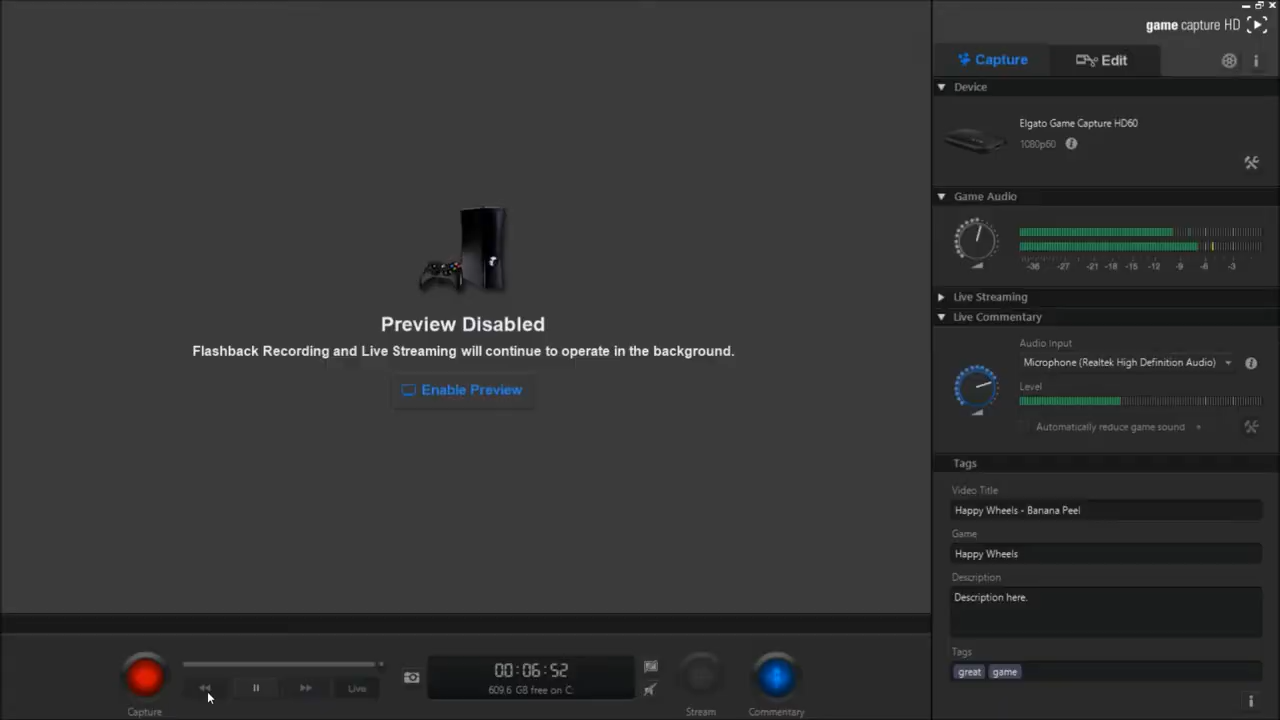 game capture HD
Capture
Edit
Device
Elgato Game Capture HD60
1080p60
Game Audio
-36 -27 -21 -18 -15 -12 -9 -6 -3
Live Streaming
Live Commentary
Audio Input
Microphone (Realtek High Definition Audio)
Level
Automatically reduce game sound
Tags
Video Title
Happy Wheels - Banana Peel
Game
Happy Wheels
Description
Description here.
Tags
great game
Preview Disabled
Flashback Recording and Live Streaming will continue to operate in the background.
Enable Preview
Live
00:06:52
609.6 GB free on C:
Capture
Stream
Commentary